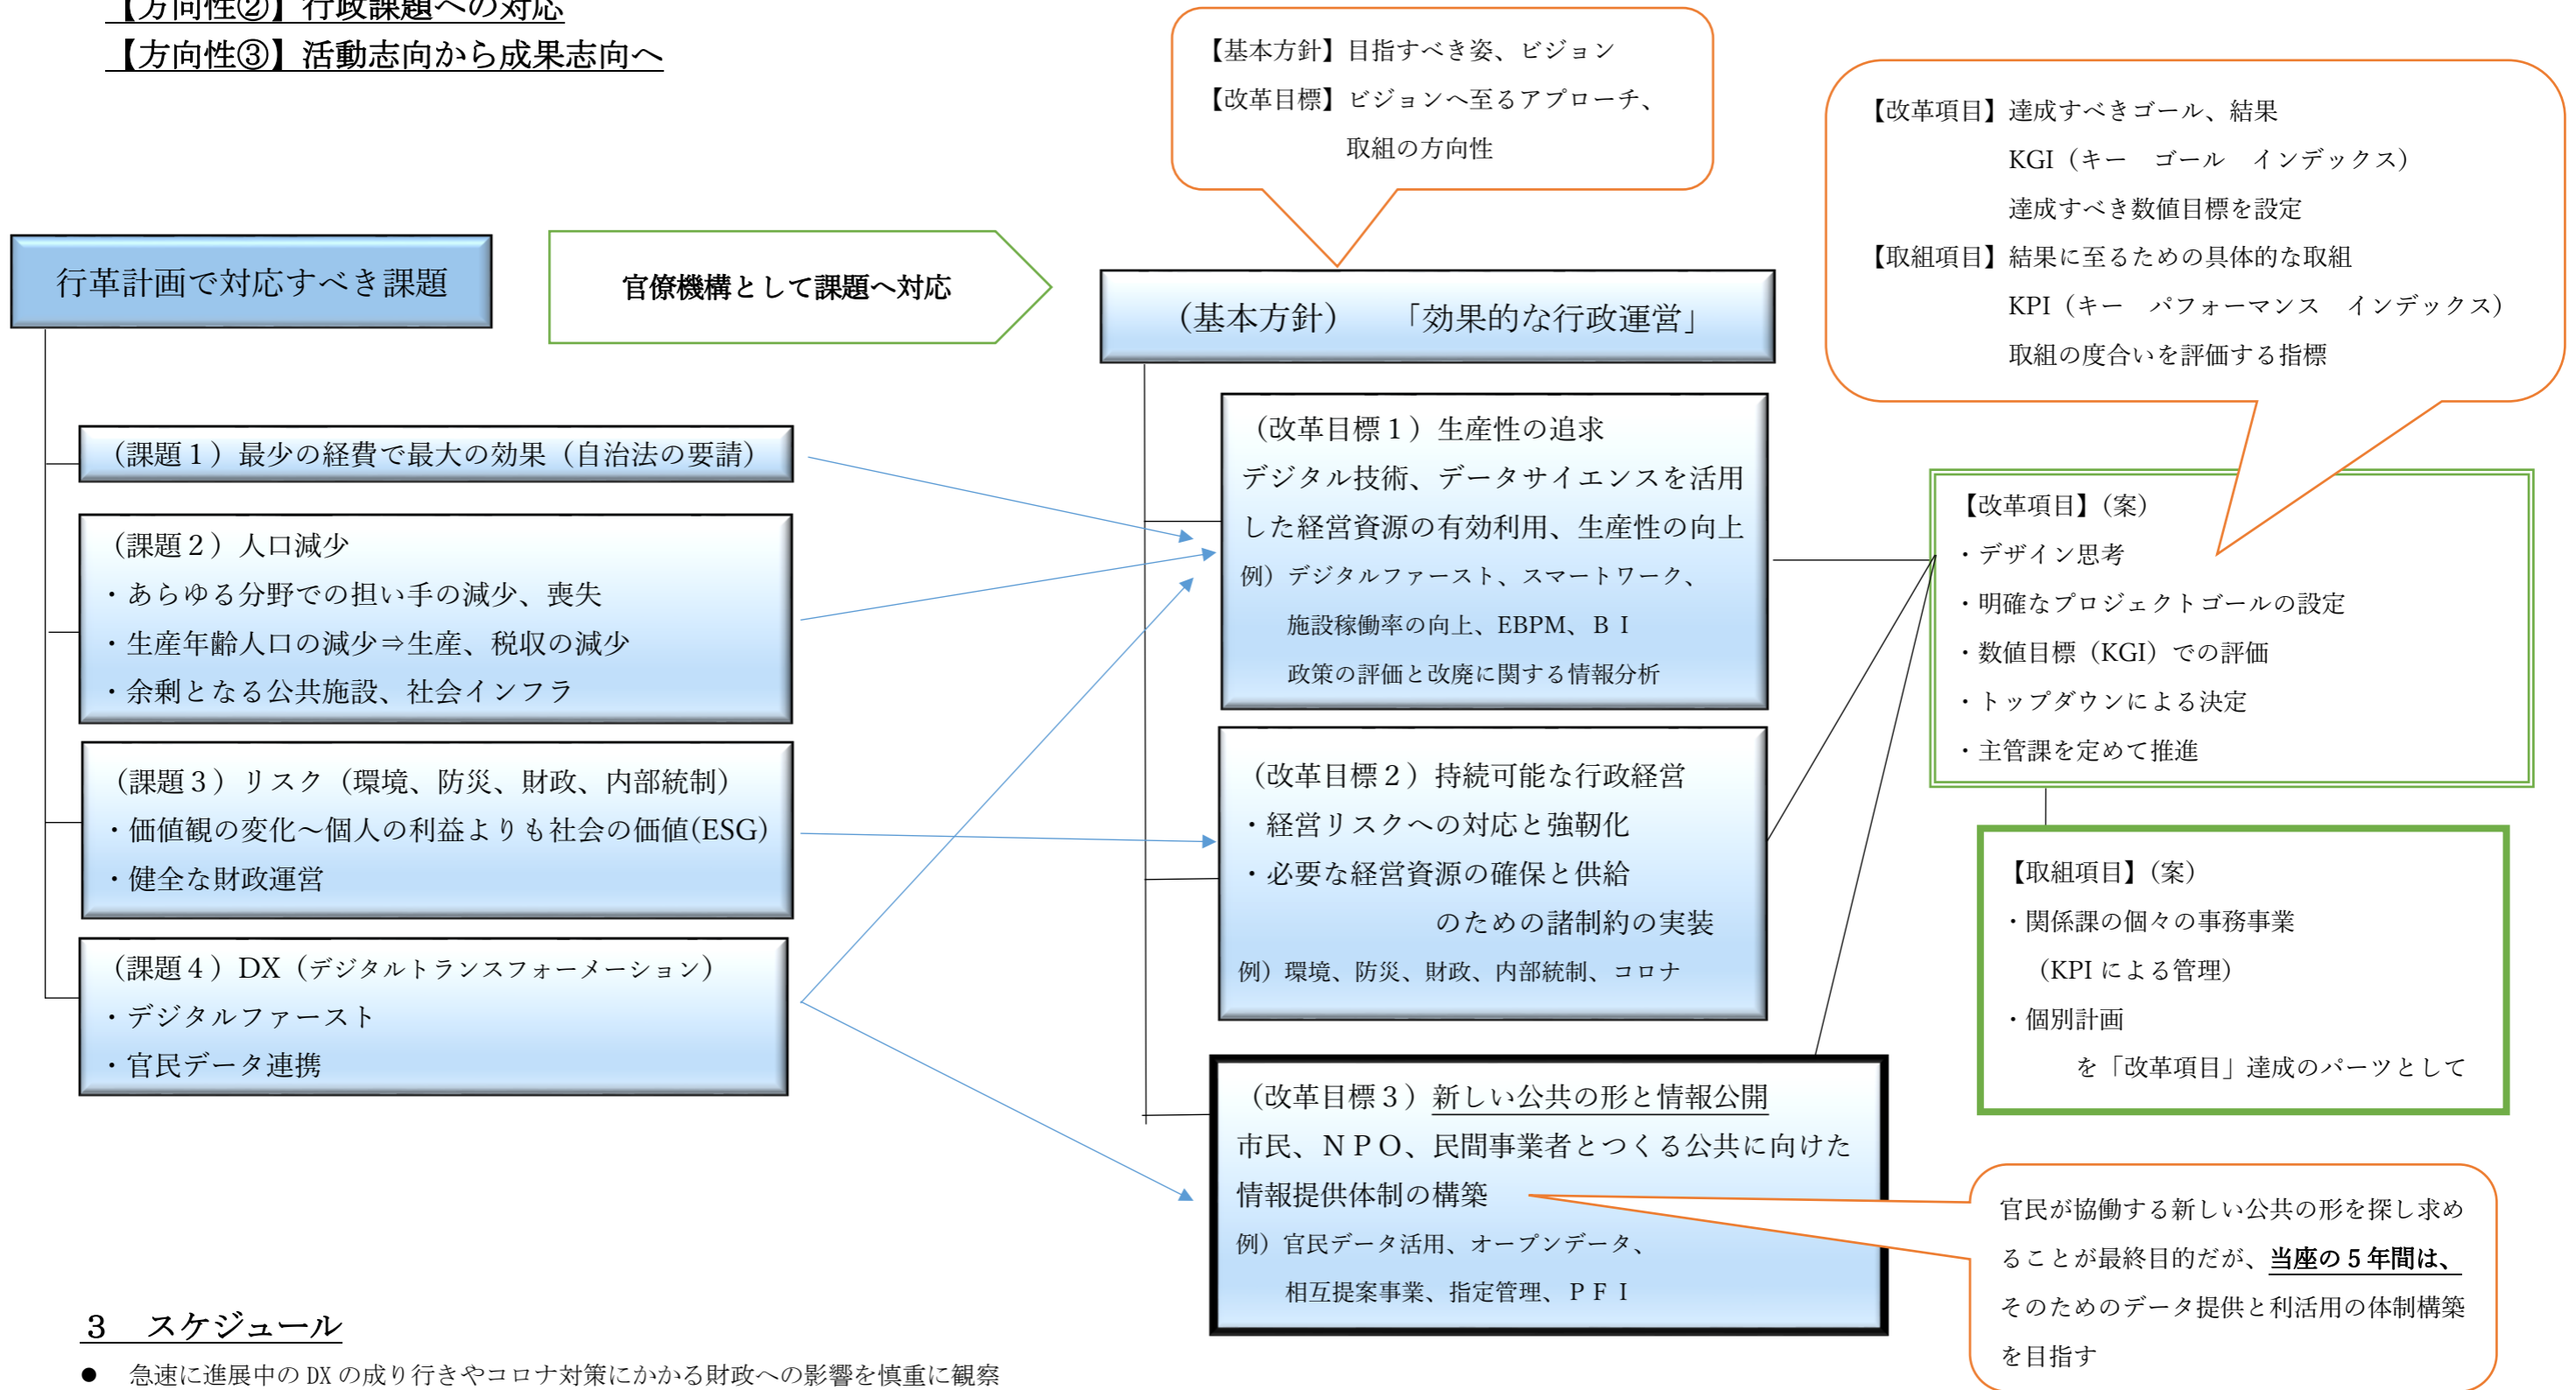 【方向性②】行政課題への対応
【方向性③】活動志向から成果志向へ
【基本方針】目指すべき姿、ビジョン
【改革目標】ビジョンへ至るアプローチ、
取組の方向性
【改革項目】達成すべきゴール、結果
KGI（キー　ゴール　インデックス）
達成すべき数値目標を設定
【取組項目】結果に至るための具体的な取組
KPI（キー　パフォーマンス　インデックス）
取組の度合いを評価する指標
行革計画で対応すべき課題
官僚機構として課題へ対応
（基本方針）　「効果的な行政運営」
（課題１）最少の経費で最大の効果（自治法の要請）
（課題２）人口減少
・あらゆる分野での担い手の減少、喪失
・生産年齢人口の減少⇒生産、税収の減少
・余剰となる公共施設、社会インフラ
（課題３）リスク（環境、防災、財政、内部統制）
・価値観の変化～個人の利益よりも社会の価値(ESG)
・健全な財政運営
（課題４）DX（デジタルトランスフォーメーション）
・デジタルファースト
・官民データ連携
（改革目標１）生産性の追求
デジタル技術、データサイエンスを活用
した経営資源の有効利用、生産性の向上
例）デジタルファースト、スマートワーク、
施設稼働率の向上、EBPM、ＢＩ
政策の評価と改廃に関する情報分析
（改革目標２）持続可能な行政経営
・経営リスクへの対応と強靭化
・必要な経営資源の確保と供給
のための諸制約の実装
例）環境、防災、財政、内部統制、コロナ
（改革目標３）新しい公共の形と情報公開
市民、ＮＰＯ、民間事業者とつくる公共に向けた
情報提供体制の構築
例）官民データ活用、オープンデータ、
相互提案事業、指定管理、ＰＦＩ
【改革項目】（案）
・デザイン思考
・明確なプロジェクトゴールの設定
・数値目標（KGI）での評価
・トップダウンによる決定
・主管課を定めて推進
【取組項目】（案）
・関係課の個々の事務事業
（KPI による管理）
・個別計画
を「改革項目」達成のパーツとして
官民が協働する新しい公共の形を探し求め
ることが最終目的だが、当座の５年間は、
そのためのデータ提供と利活用の体制構築
を目指す
３　スケジュール
● 急速に進展中の DX の成り行きやコロナ対策にかかる財政への影響を慎重に観察